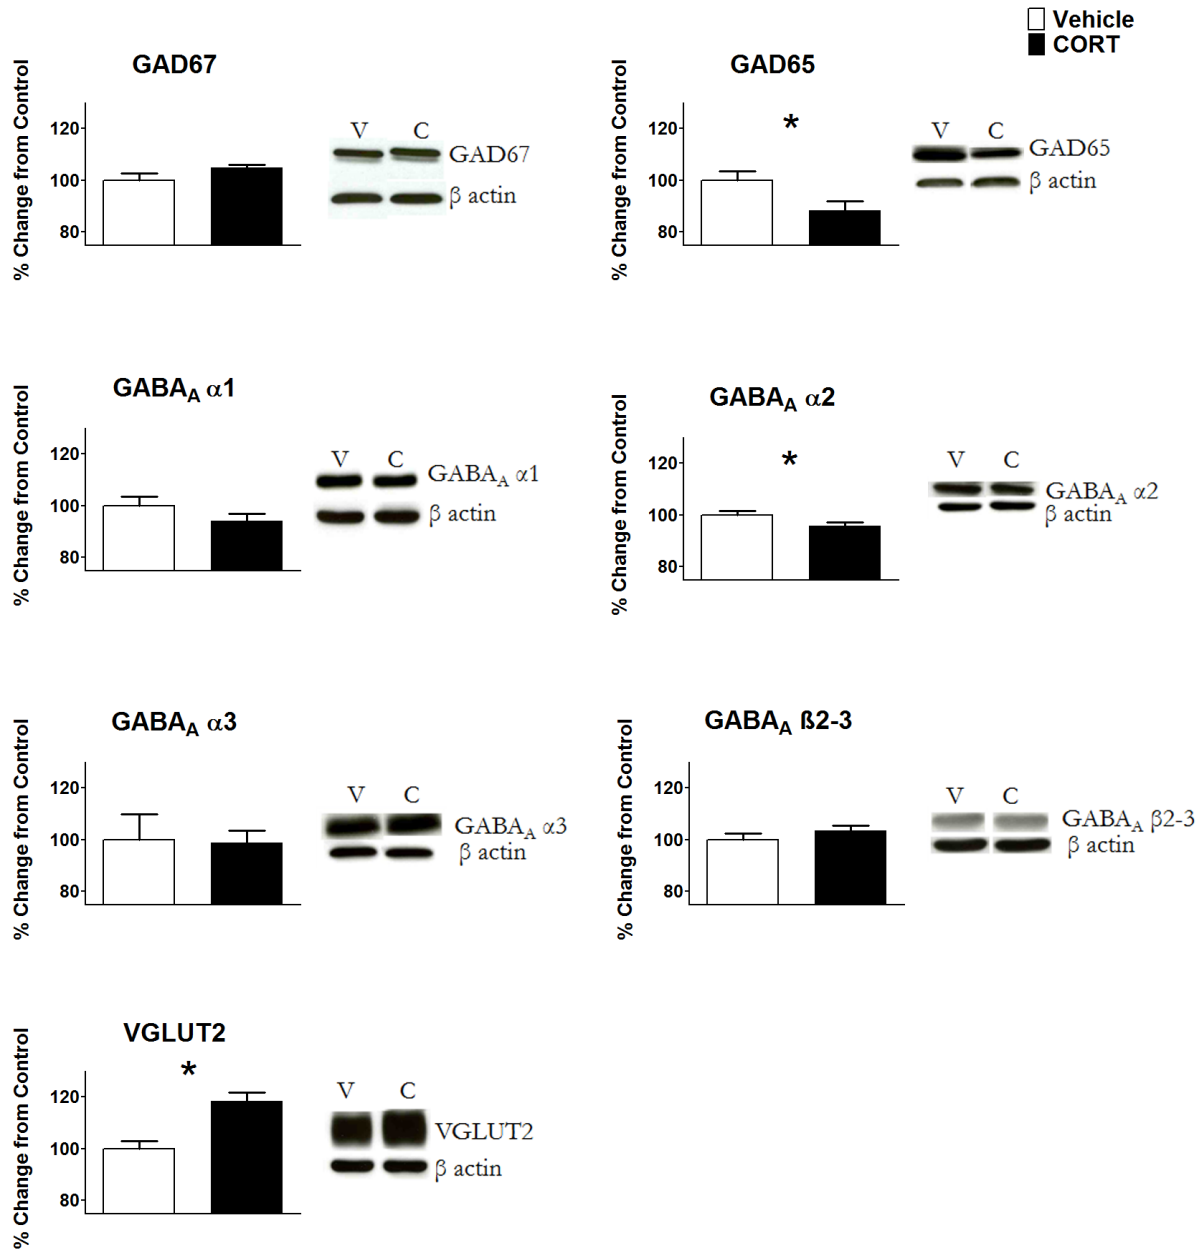 Vehicle
CORT
GAD67
% Change from Control
120
100
80
V C
GAD67
β actin
GAD65
% Change from Control
120
100
80
*
V C
GAD65
β actin
GABAA α1
% Change from Control
120
100
80
V C
GABAA α1
β actin
GABAA α2
% Change from Control
120
100
80
*
V C
GABAA α2
β actin
GABAA α3
% Change from Control
120
100
80
V C
GABAA α3
β actin
GABAA ß2-3
% Change from Control
120
100
80
V C
GABAA β2-3
β actin
VGLUT2
% Change from Control
120
100
80
*
V C
VGLUT2
β actin